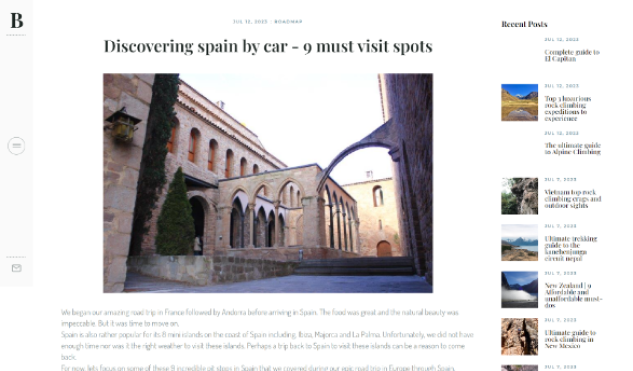 B
JUL 12, 2023 · ROADMAP
Discovering spain by car - 9 must visit spots
We began our amazing road trip in France followed by Andorra before arriving in Spain. The food was great and the natural beauty was
impeccable. But it was time to move on.
Spain is also rather popular for its 8 mini islands on the coast of Spain including, Ibiza, Majorca and La Palma. Unfortunately, we did not have
enough time nor was it the right weather to visit these islands. Perhaps a trip back to Spain to visit these islands can be a reason to come
back.
For now, lets focus on some of these 9 incredible pit stops in Spain that we covered during our epic road trip in Europe through Spain.
Recent Posts
JUL 12, 2023
Complete guide to
El Capitan
JUL 12, 2023
Top 3 luxurious
rock climbing
expeditions to
experience
JUL 12, 2023
The ultimate guide
to Alpine Climbing
JUL 7, 2023
Vietnam top rock
climbing crags and
outdoor sights
JUL 7, 2023
Ultimate trekking
guide to the
kanchenjunga
circuit nepal
JUL 7, 2023
New Zealand | 9
Affordable and
unaffordable must-
dos
JUL 7, 2023
Ultimate guide to
rock climbing in
New Mexico
JUL 7, 2023